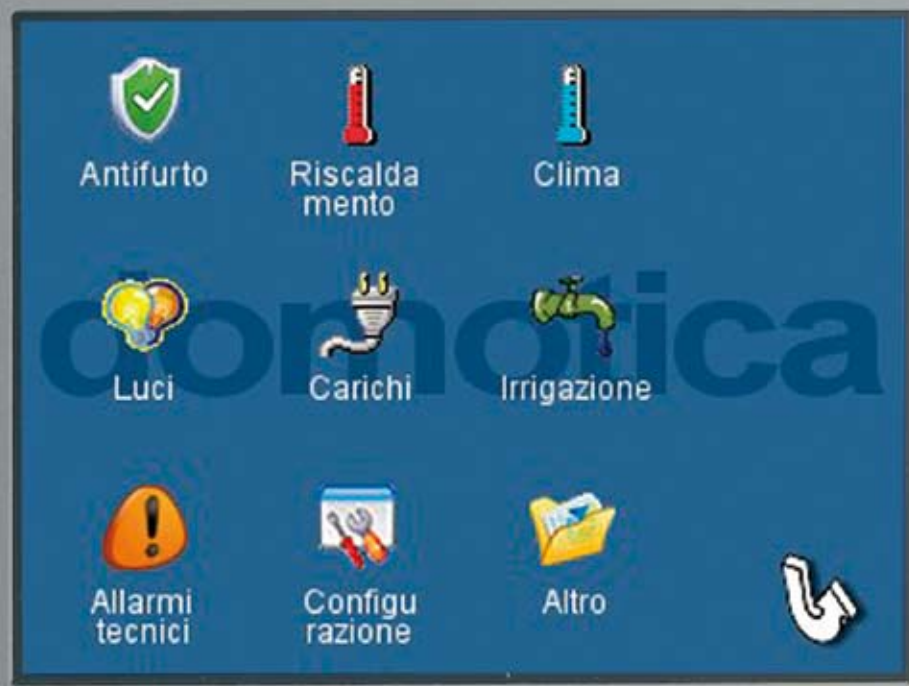 Antifurto
Riscalda
mento
Clima
domotica
Luci
Carichi
Irrigazione
Allarmi
tecnici
Configu
razione
Altro